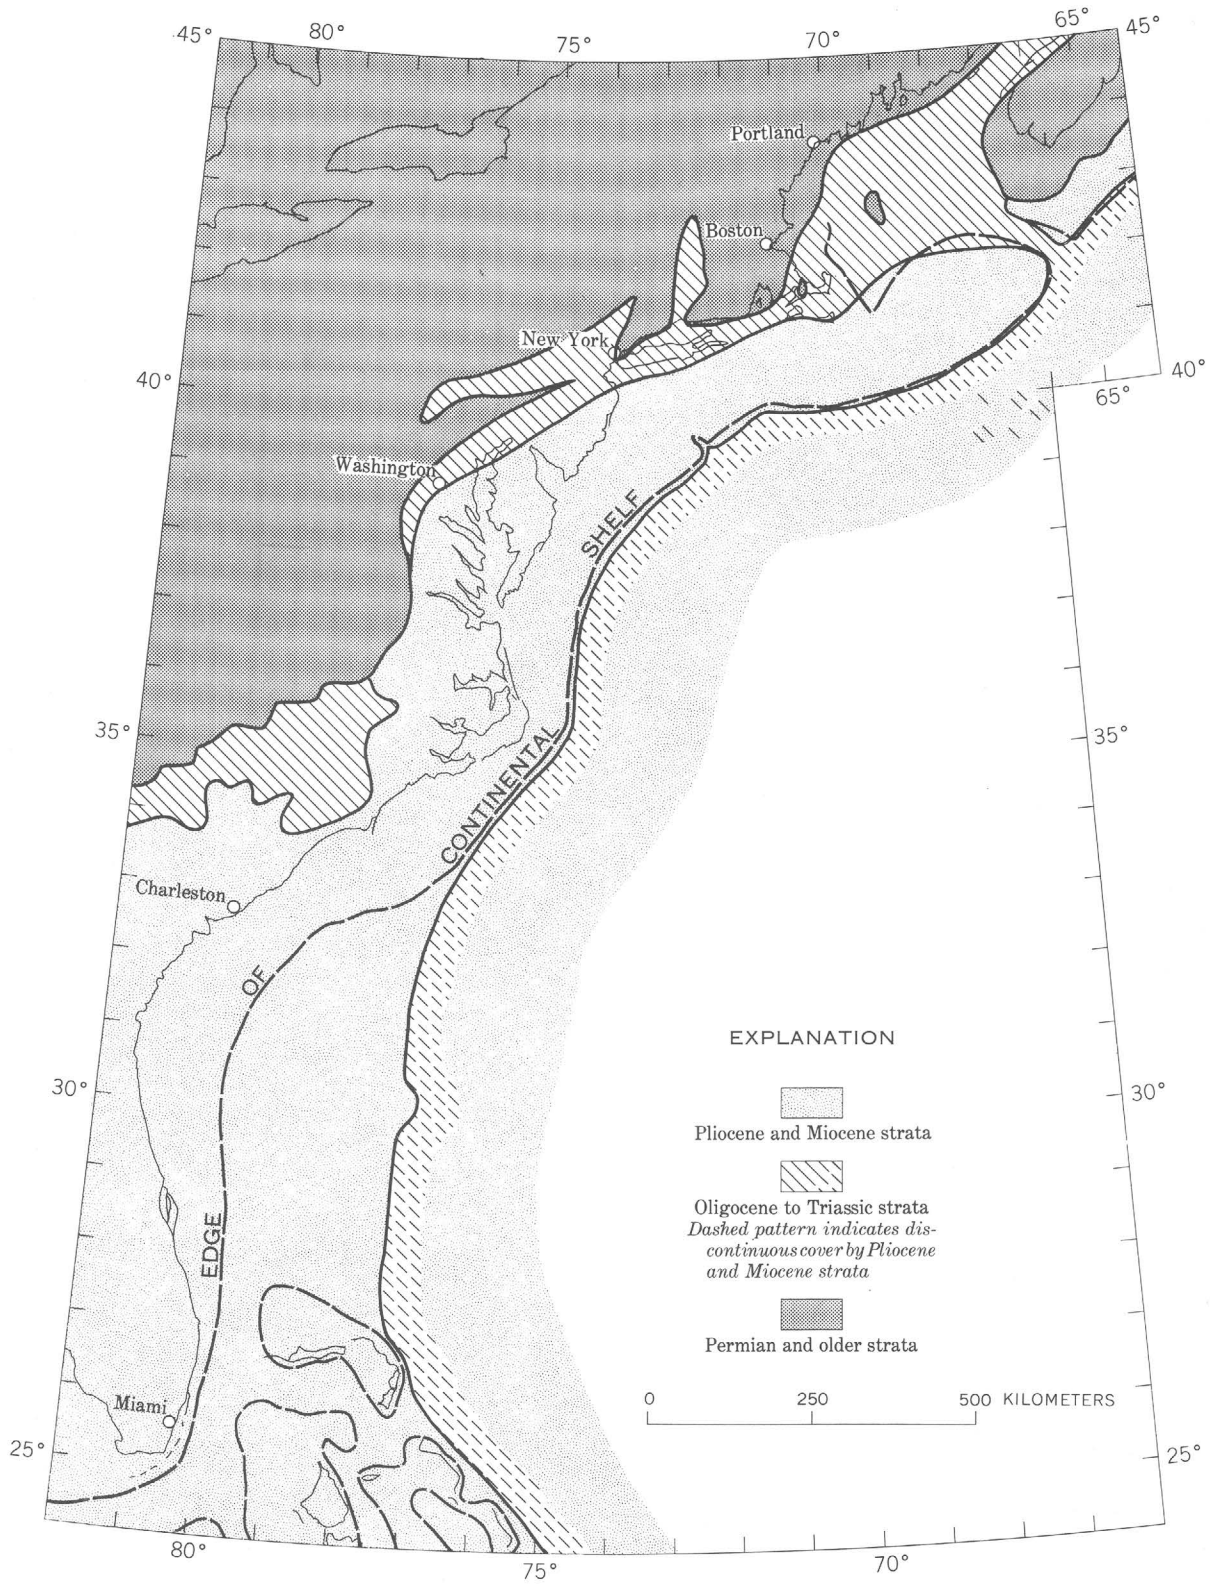 45° 80° 75° 70° 65° 45°
Portland
Boston
New York
40°
40°
65°
Washington
SHELF
35°
35°
CONTINENTAL
Charleston
OF
EXPLANATION
30°
30°
Pliocene and Miocene strata
Oligocene to Triassic strata
Dashed pattern indicates dis-
continuous cover by Pliocene
and Miocene strata
EDGE
Permian and older strata
0 250 500 KILOMETERS
Miami
25°
25°
80°
75°
70°